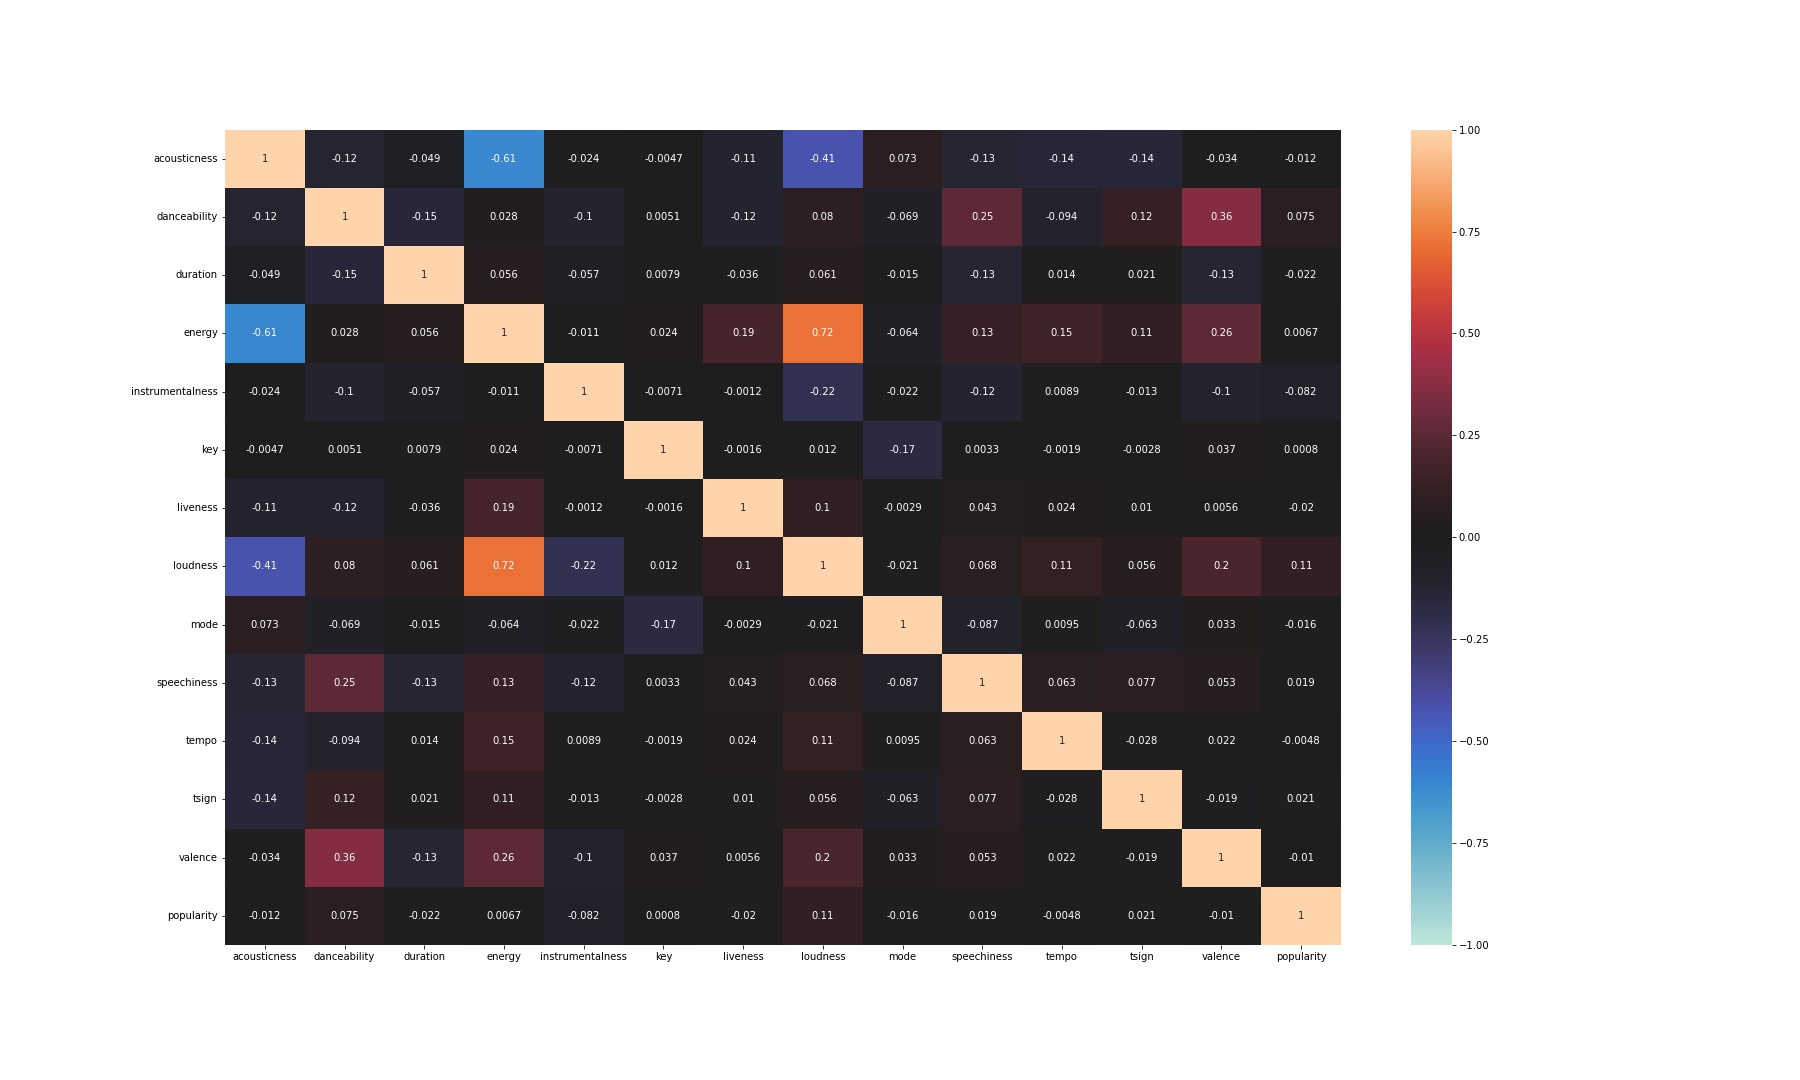 acousticness 1 -0.12 -0.049 -0.61 -0.024 -0.0047 -0.11 -0.41 0.073 -0.13 -0.14 -0.14 -0.034 -0.012
danceability -0.12 1 -0.15 0.028 -0.1 0.0051 -0.12 0.08 -0.069 0.25 -0.094 0.12 0.36 0.075
duration -0.049 -0.15 1 0.056 -0.057 0.0079 -0.036 0.061 -0.015 -0.13 0.014 0.021 -0.13 -0.022
energy -0.61 0.028 0.056 1 -0.011 0.024 0.19 0.72 -0.064 0.13 0.15 0.11 0.26 0.0067
instrumentalness -0.024 -0.1 -0.057 -0.011 1 -0.0071 -0.0012 -0.22 -0.022 -0.12 0.0089 -0.013 -0.1 -0.082
key -0.0047 0.0051 0.0079 0.024 -0.0071 1 -0.0016 0.012 -0.17 0.0033 -0.0019 -0.0028 0.037 0.0008
liveness -0.11 -0.12 -0.036 0.19 -0.0012 -0.0016 1 0.1 -0.0029 0.043 0.024 0.01 0.0056 -0.02
loudness -0.41 0.08 0.061 0.72 -0.22 0.012 0.1 1 -0.021 0.068 0.11 0.056 0.2 0.11
mode 0.073 -0.069 -0.015 -0.064 -0.022 -0.17 -0.0029 -0.021 1 -0.087 0.0095 -0.063 0.033 -0.016
speechiness -0.13 0.25 -0.13 0.13 -0.12 0.0033 0.043 0.068 -0.087 1 0.063 0.077 0.053 0.019
tempo -0.14 -0.094 0.014 0.15 0.0089 -0.0019 0.024 0.11 0.0095 0.063 1 -0.028 0.022 -0.0048
tsign -0.14 0.12 0.021 0.11 -0.013 -0.0028 0.01 0.056 -0.063 0.077 -0.028 1 -0.019 0.021
valence -0.034 0.36 -0.13 0.26 -0.1 0.037 0.0056 0.2 0.033 0.053 0.022 -0.019 1 -0.01
popularity -0.012 0.075 -0.022 0.0067 -0.082 0.0008 -0.02 0.11 -0.016 0.019 -0.0048 0.021 -0.01 1
acousticness danceability duration energy instrumentalness key liveness loudness mode speechiness tempo tsign valence popularity
1.00
0.75
0.50
0.25
0.00
−0.25
−0.50
−0.75
−1.00